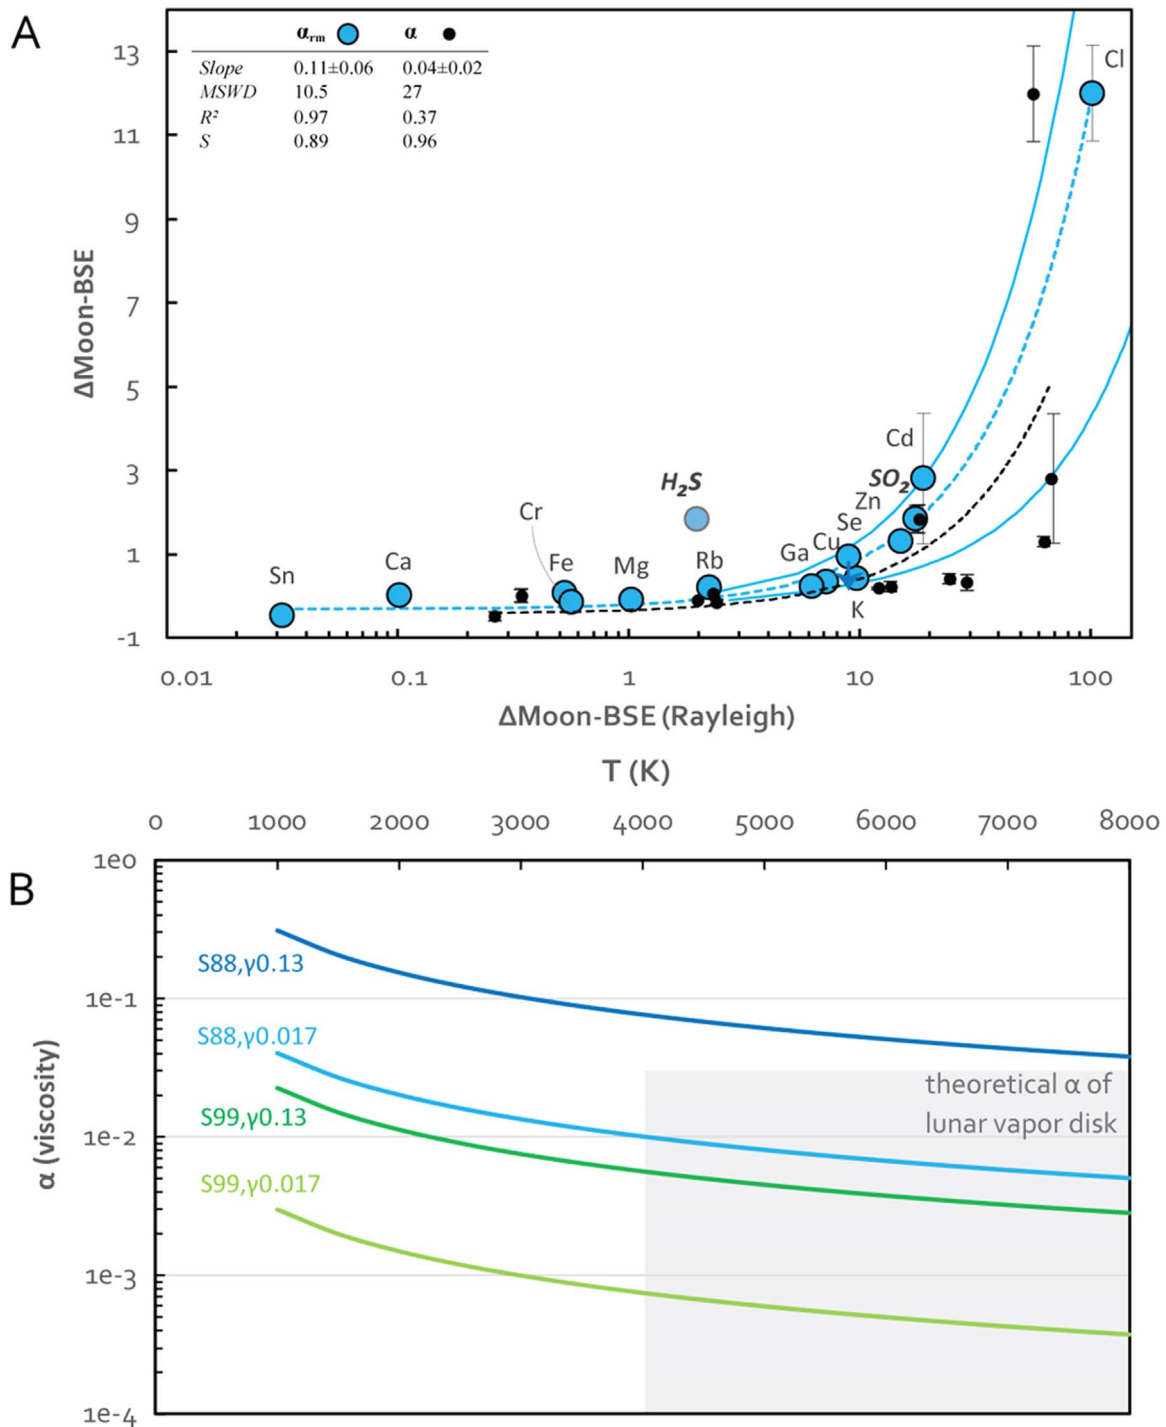 A
α_rm α
Slope 0.11±0.06 0.04±0.02
MSWD 10.5 27
R² 0.97 0.37
S 0.89 0.96
13
11
9
7
5
3
1
-1
ΔMoon-BSE
Cl
Cd
SO₂
H₂S
Zn
Se
Cu
Ga
K
Rb
Mg
Fe
Cr
Ca
Sn
0.01 0.1 1 10 100
ΔMoon-BSE (Rayleigh)
T (K)
0 1000 2000 3000 4000 5000 6000 7000 8000
B
1e0
1e-1
1e-2
1e-3
1e-4
α (viscosity)
S88,γ0.13
S88,γ0.017
S99,γ0.13
S99,γ0.017
theoretical α of
lunar vapor disk